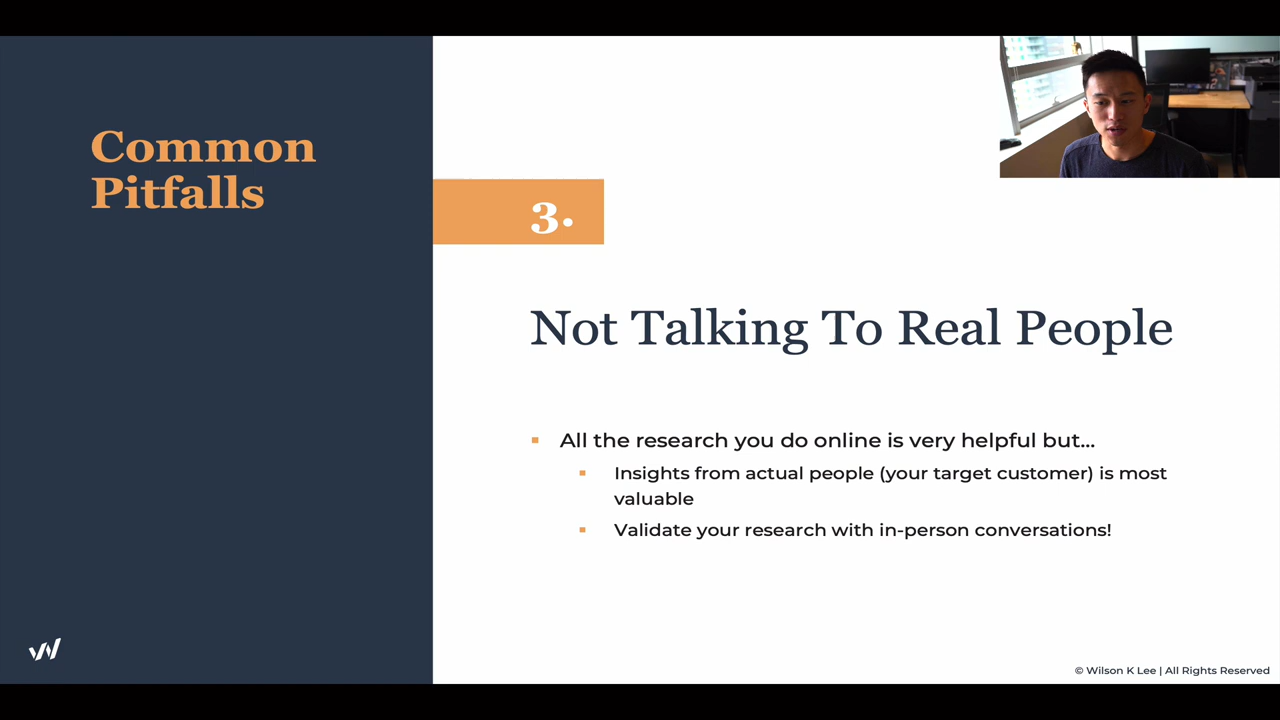 Common
Pitfalls
3.
Not Talking To Real People
All the research you do online is very helpful but...
Insights from actual people (your target customer) is most
valuable
Validate your research with in-person conversations!
© Wilson K Lee | All Rights Reserved